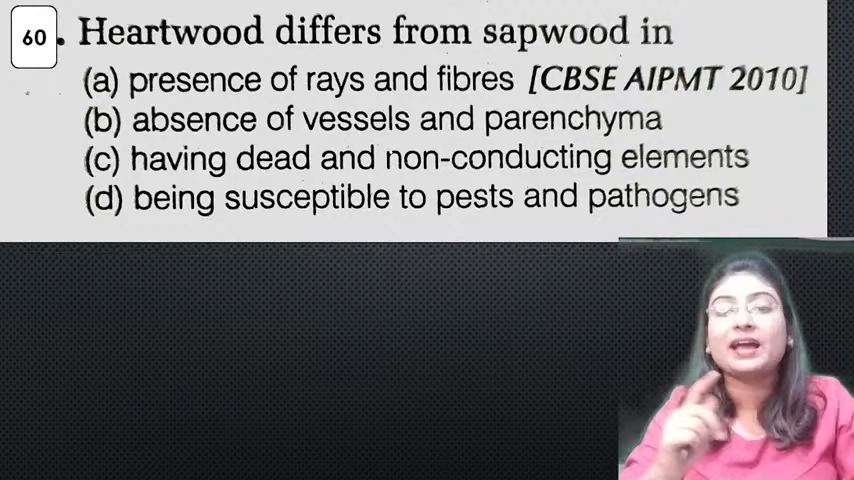 60 . Heartwood differs from sapwood in
(a) presence of rays and fibres [CBSE AIPMT 2010]
(b) absence of vessels and parenchyma
(c) having dead and non-conducting elements
(d) being susceptible to pests and pathogens